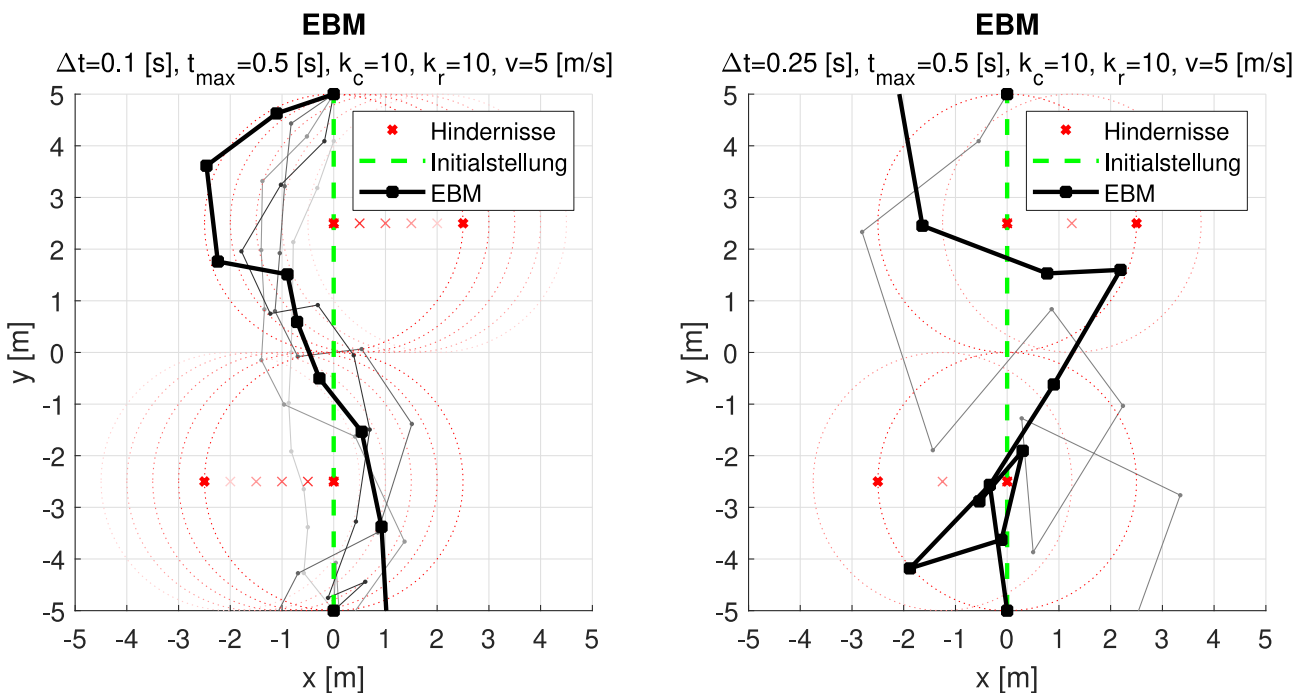 EBM
Δt=0.1 [s], t_max=0.5 [s], k_c=10, k_r=10, v=5 [m/s]
5
4
3
2
1
0
-1
-2
-3
-4
-5
y [m]
Hindernisse
Initialstellung
EBM
-5 -4 -3 -2 -1 0 1 2 3 4 5
x [m]
EBM
Δt=0.25 [s], t_max=0.5 [s], k_c=10, k_r=10, v=5 [m/s]
5
4
3
2
1
0
-1
-2
-3
-4
-5
y [m]
Hindernisse
Initialstellung
EBM
-5 -4 -3 -2 -1 0 1 2 3 4 5
x [m]